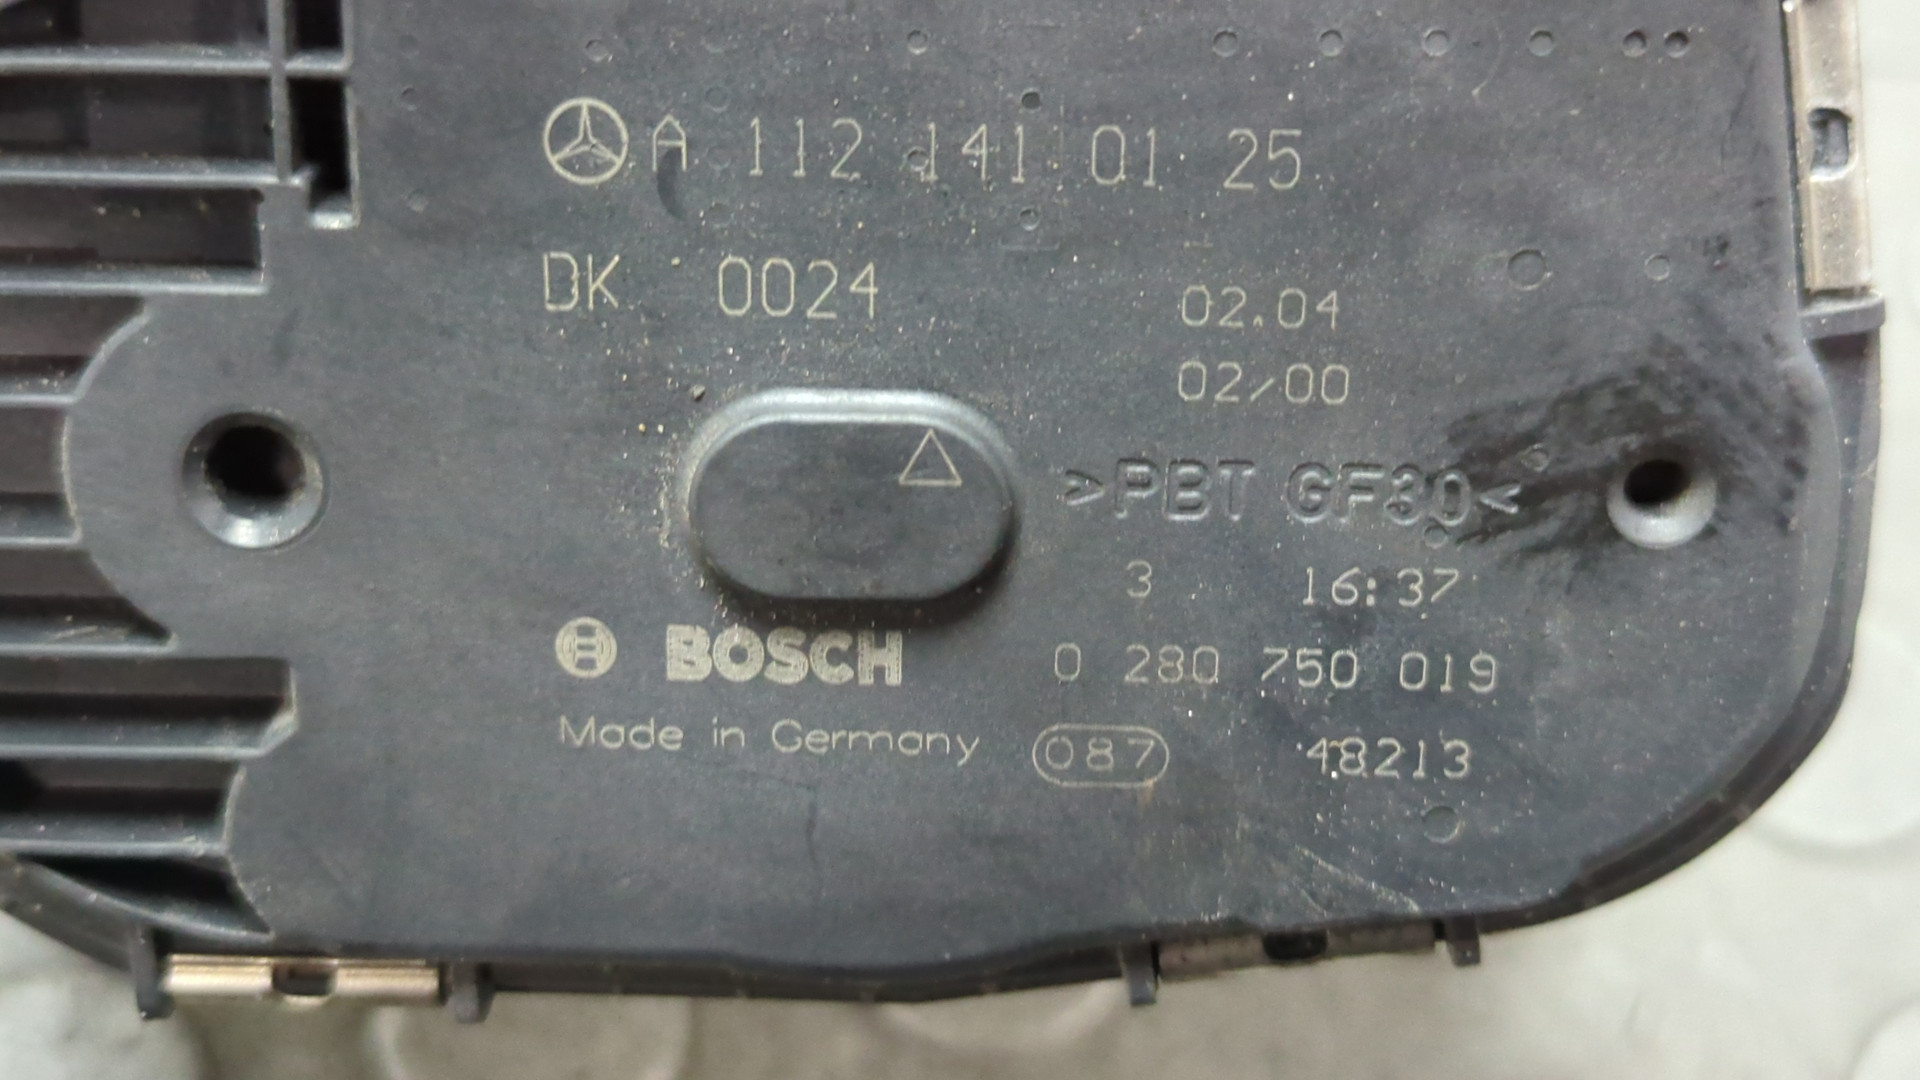 A 112 141 01 25
DK 0024
02.04
02/00
>PBT GF30<
3 16:37
BOSCH 0 280 750 019
Made in Germany 087 48213